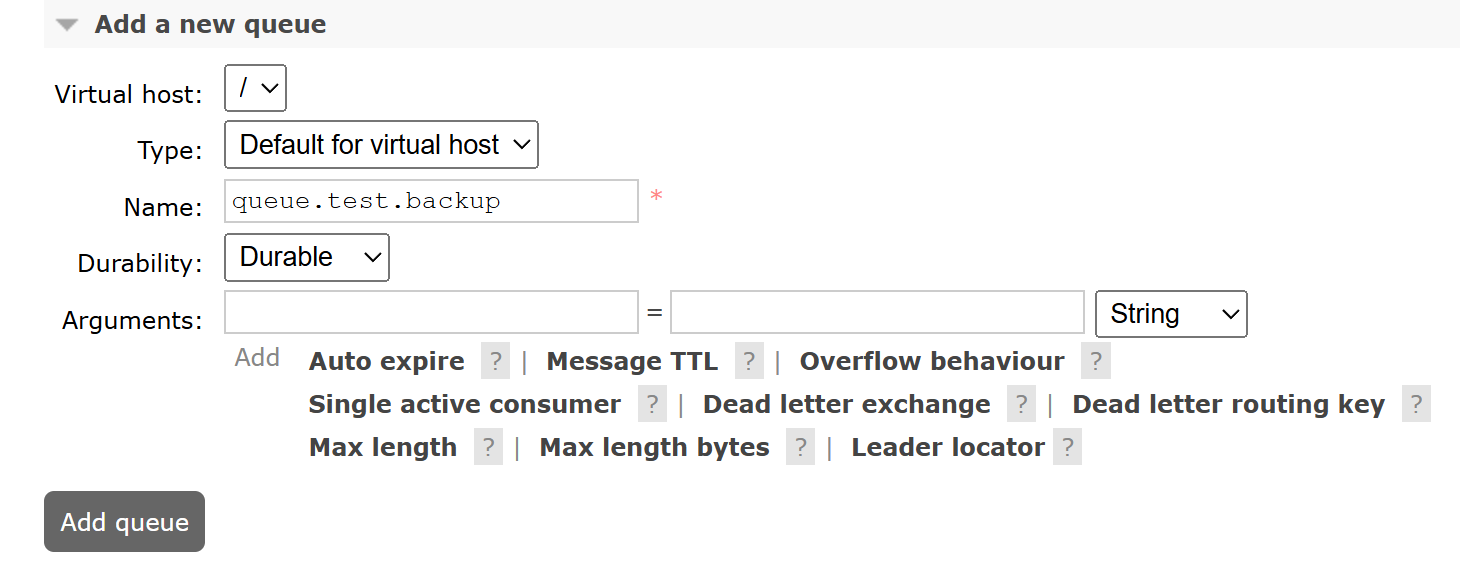 Add a new queue
Virtual host: /
Type: Default for virtual host
Name: queue.test.backup *
Durability: Durable
Arguments: = String
Add Auto expire ? | Message TTL ? | Overflow behaviour ?
Single active consumer ? | Dead letter exchange ? | Dead letter routing key ?
Max length ? | Max length bytes ? | Leader locator ?
Add queue